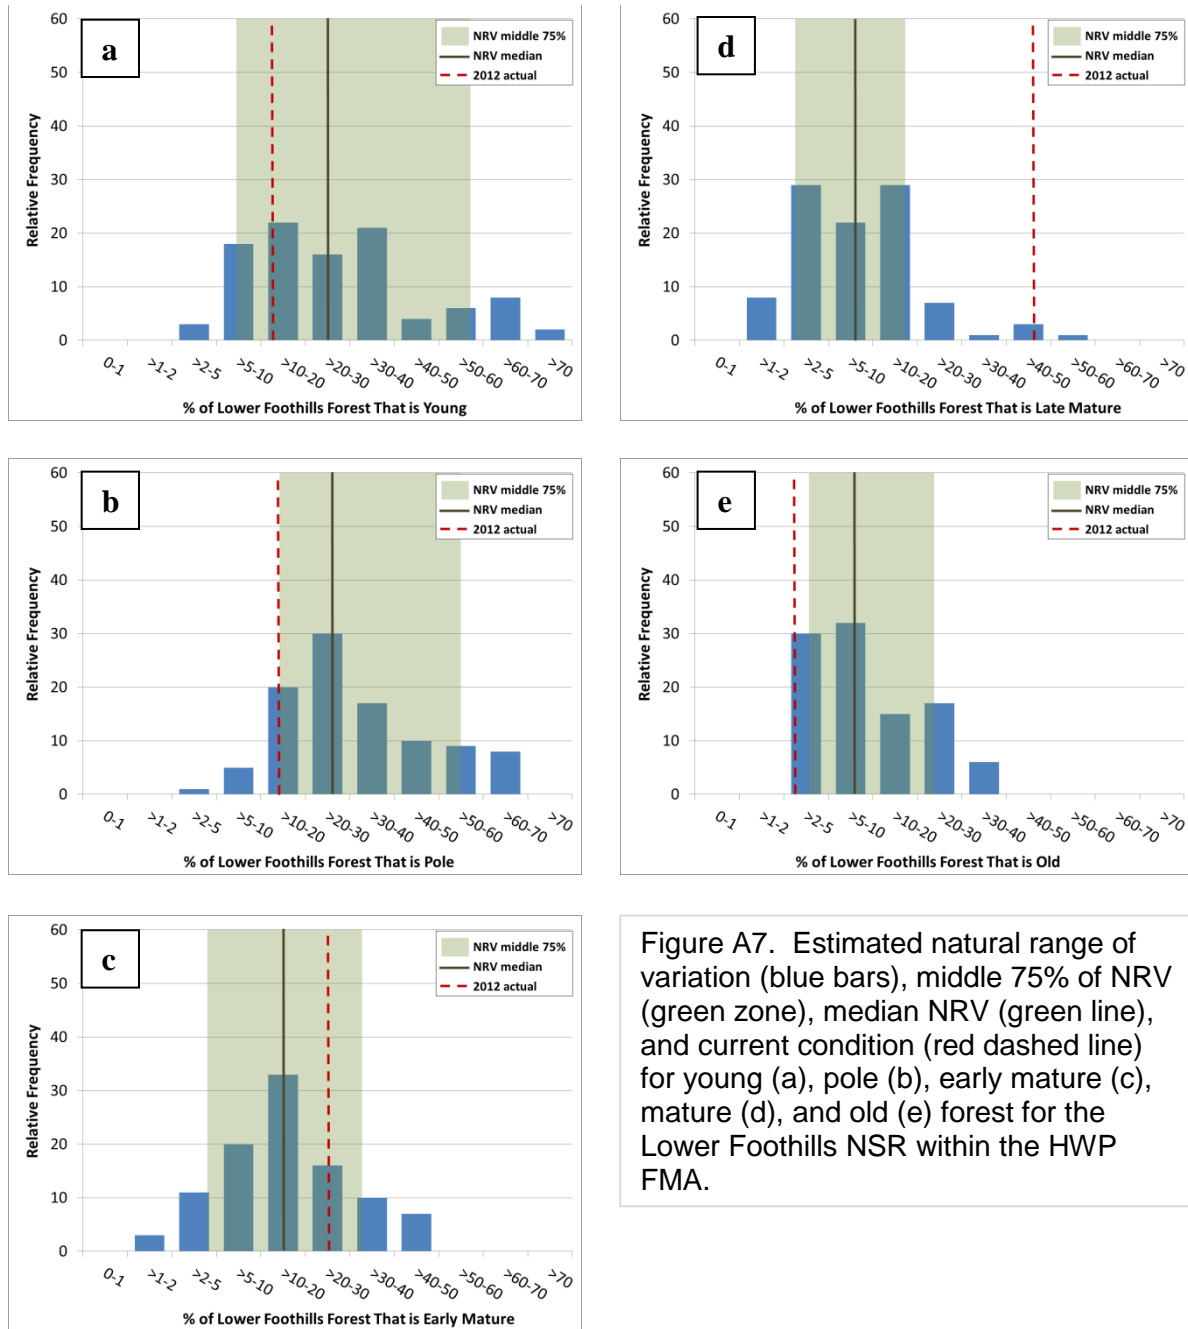 a
NRV middle 75%
NRV median
2012 actual
Relative Frequency
60
50
40
30
20
10
0
0-1 >1-2 >2-5 >5-10 >10-20 >20-30 >30-40 >40-50 >50-60 >60-70 >70
% of Lower Foothills Forest That is Young
d
NRV middle 75%
NRV median
2012 actual
Relative Frequency
60
50
40
30
20
10
0
0-1 >1-2 >2-5 >5-10 >10-20 >20-30 >30-40 >40-50 >50-60 >60-70 >70
% of Lower Foothills Forest That is Late Mature
b
NRV middle 75%
NRV median
2012 actual
Relative Frequency
60
50
40
30
20
10
0
0-1 >1-2 >2-5 >5-10 >10-20 >20-30 >30-40 >40-50 >50-60 >60-70 >70
% of Lower Foothills Forest That is Pole
e
NRV middle 75%
NRV median
2012 actual
Relative Frequency
60
50
40
30
20
10
0
0-1 >1-2 >2-5 >5-10 >10-20 >20-30 >30-40 >40-50 >50-60 >60-70 >70
% of Lower Foothills Forest That is Old
c
NRV middle 75%
NRV median
2012 actual
Relative Frequency
60
50
40
30
20
10
0
0-1 >1-2 >2-5 >5-10 >10-20 >20-30 >30-40 >40-50 >50-60 >60-70 >70
% of Lower Foothills Forest That is Early Mature
Figure A7. Estimated natural range of
variation (blue bars), middle 75% of NRV
(green zone), median NRV (green line),
and current condition (red dashed line)
for young (a), pole (b), early mature (c),
mature (d), and old (e) forest for the
Lower Foothills NSR within the HWP
FMA.